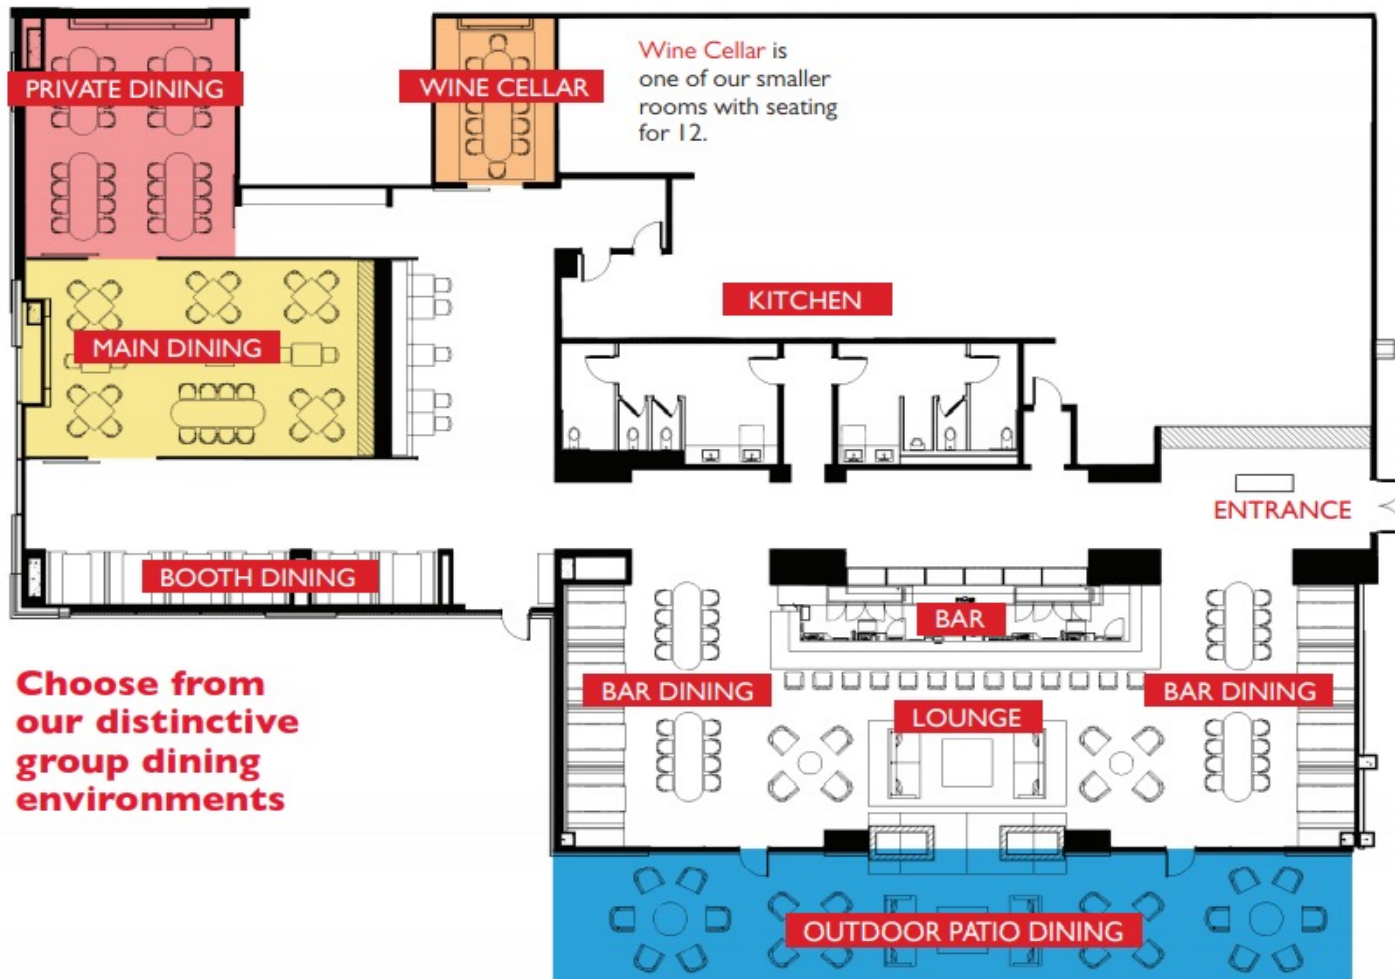 PRIVATE DINING
WINE CELLAR
Wine Cellar is
one of our smaller
rooms with seating
for 12.
KITCHEN
MAIN DINING
ENTRANCE
BOOTH DINING
BAR
BAR DINING
LOUNGE
BAR DINING
Choose from
our distinctive
group dining
environments
OUTDOOR PATIO DINING